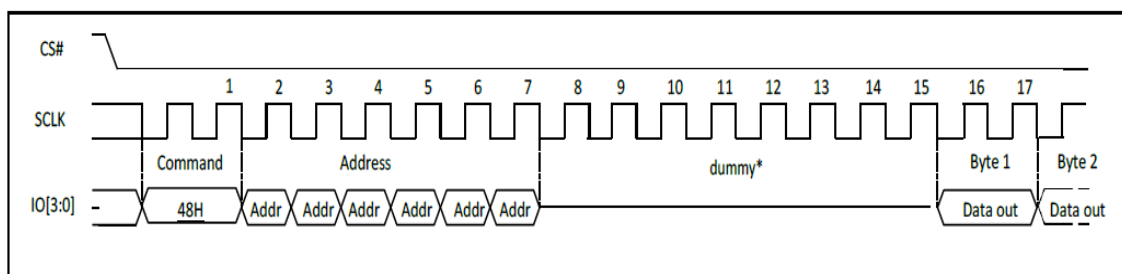 CS#
1 2 3 4 5 6 7 8 9 10 11 12 13 14 15 16 17
SCLK
Command Address dummy* Byte 1 Byte 2
IO[3:0] 48H Addr Addr Addr Addr Addr Addr Data out Data out